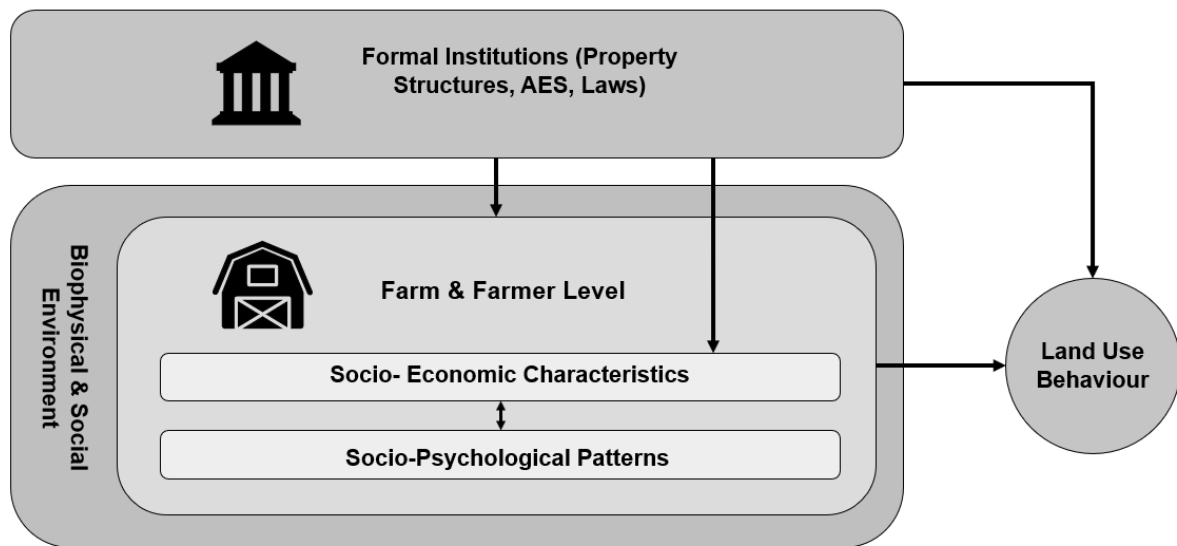 Formal Institutions (Property
Structures, AES, Laws)
Biophysical & Social
Environment
Farm & Farmer Level
Socio- Economic Characteristics
Socio-Psychological Patterns
Land Use
Behaviour